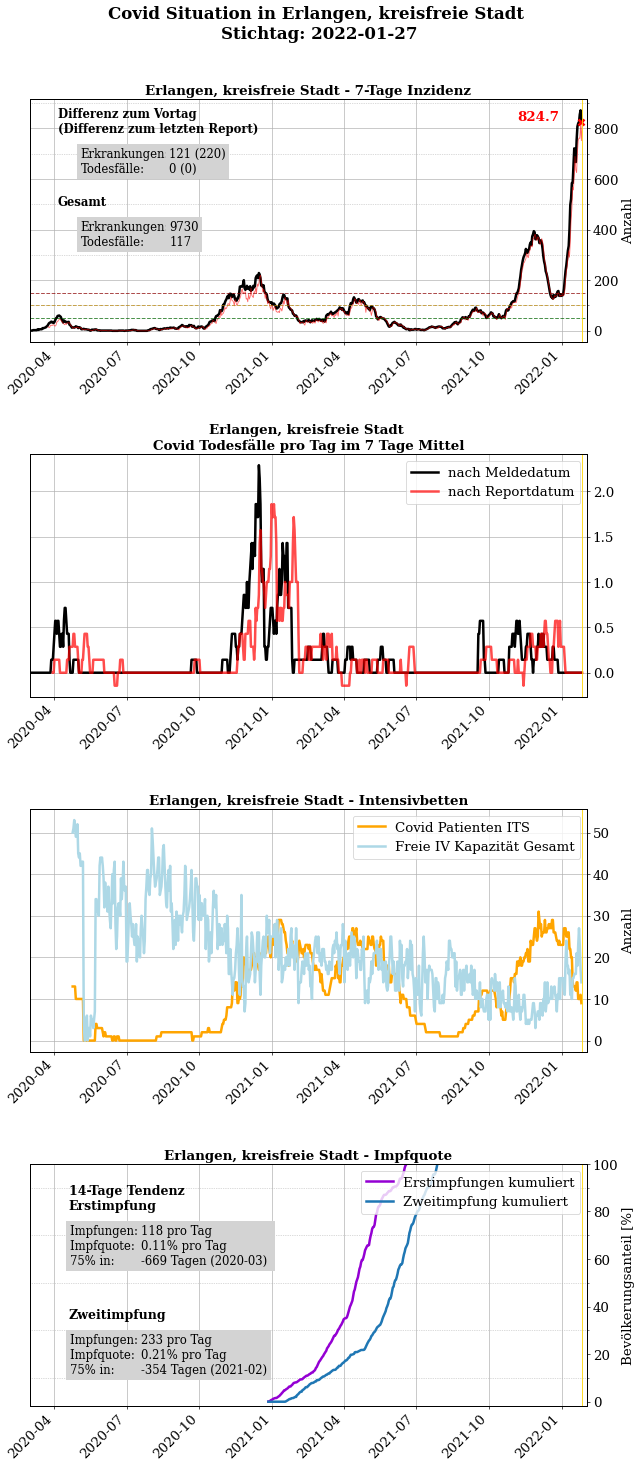 Covid Situation in Erlangen, kreisfreie Stadt
Stichtag: 2022-01-27
Erlangen, kreisfreie Stadt - 7-Tage Inzidenz
Differenz zum Vortag
(Differenz zum letzten Report)
Erkrankungen 121 (220)
Todesfälle: 0 (0)
Gesamt
Erkrankungen 9730
Todesfälle: 117
824.7
800
600
400
200
0
Anzahl
2020-04
2020-07
2020-10
2021-01
2021-04
2021-07
2021-10
2022-01
Erlangen, kreisfreie Stadt
Covid Todesfälle pro Tag im 7 Tage Mittel
nach Meldedatum
nach Reportdatum
2.0
1.5
1.0
0.5
0.0
2020-04
2020-07
2020-10
2021-01
2021-04
2021-07
2021-10
2022-01
Erlangen, kreisfreie Stadt - Intensivbetten
Covid Patienten ITS
Freie IV Kapazität Gesamt
50
40
30
20
10
0
Anzahl
2020-04
2020-07
2020-10
2021-01
2021-04
2021-07
2021-10
2022-01
Erlangen, kreisfreie Stadt - Impfquote
14-Tage Tendenz
Erstimpfung
Impfungen: 118 pro Tag
Impfquote: 0.11% pro Tag
75% in: -669 Tagen (2020-03)
Zweitimpfung
Impfungen: 233 pro Tag
Impfquote: 0.21% pro Tag
75% in: -354 Tagen (2021-02)
Erstimpfungen kumuliert
Zweitimpfung kumuliert
100
80
60
40
20
0
Bevölkerungsanteil [%]
2020-04
2020-07
2020-10
2021-01
2021-04
2021-07
2021-10
2022-01